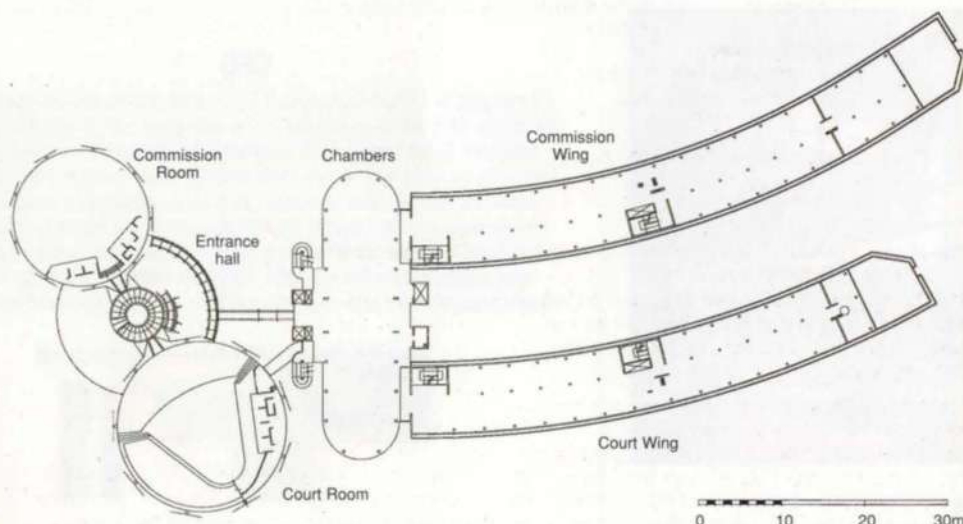 Commission
Room
Entrance
hall
Chambers
Commission
Wing
Court Wing
Court Room
0 10 20 30m